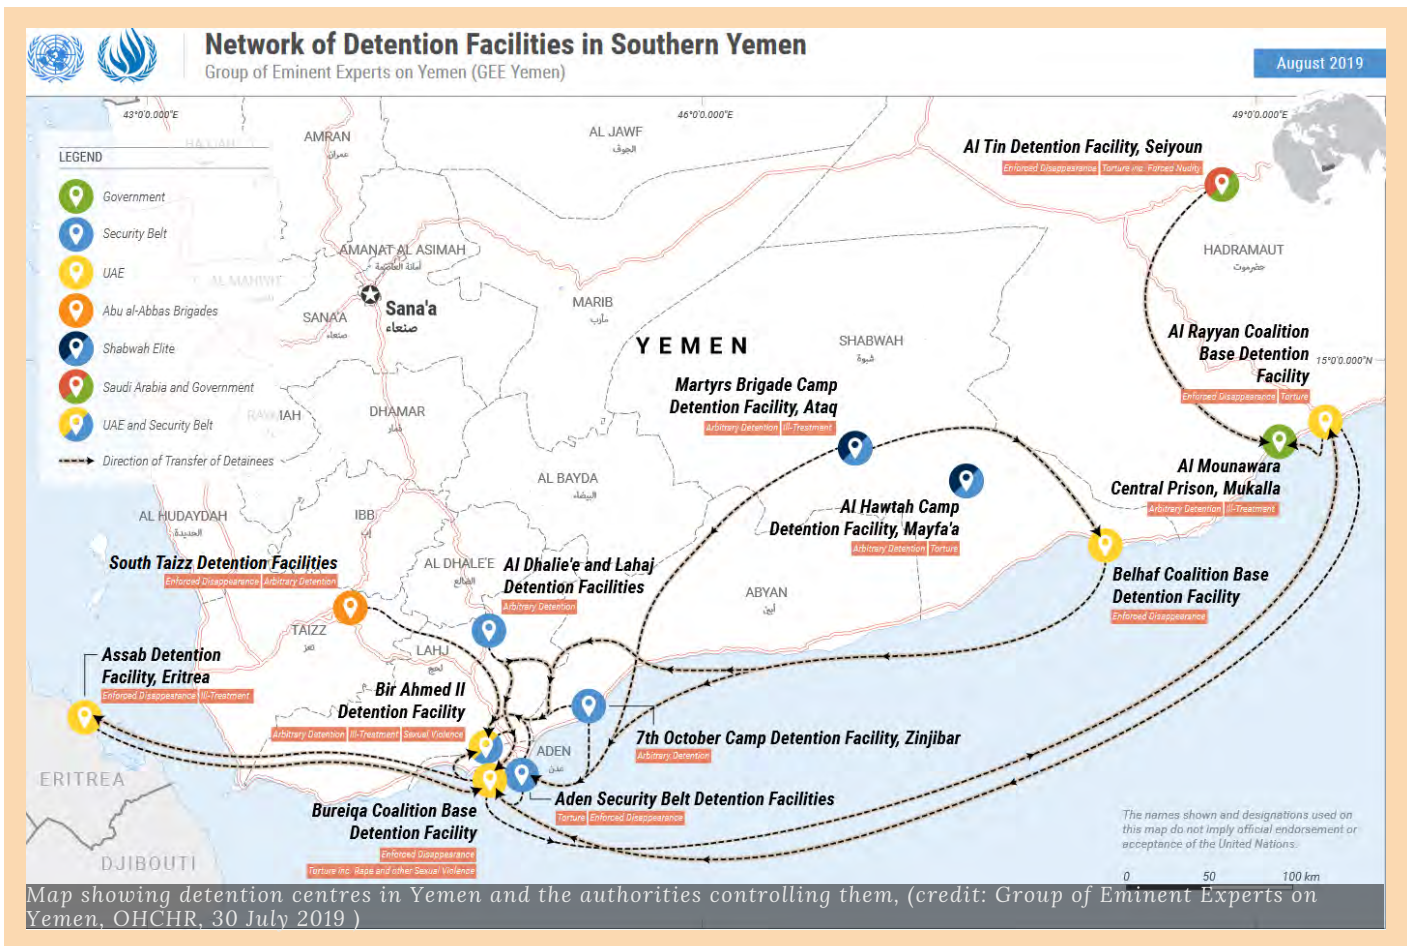 Network of Detention Facilities in Southern Yemen
Group of Eminent Experts on Yemen (GEE Yemen)
August 2019
43°0'0.000"E
46°0'0.000"E
49°0'0.000"E
15°0'0.000"N
LEGEND
Government
Security Belt
UAE
Abu al-Abbas Brigades
Shabwah Elite
Saudi Arabia and Government
UAE and Security Belt
Direction of Transfer of Detainees
AMRAN
عمران
AL JAWF
الجوف
Al Tin Detention Facility, Seiyoun
Enforced Disappearance Torture inc. Forced Nudity
HADRAMAUT
حضرموت
AMANAT AL ASIMAH
أمانة العاصمة
AL MAHWIT
Sana'a
صنعاء
SANA'A
صنعاء
MARIB
مأرب
YEMEN
SHABWAH
شبوة
Al Rayyan Coalition
Base Detention
Facility
Enforced Disappearance Torture
Martyrs Brigade Camp
Detention Facility, Ataq
Arbitrary Detention Ill-Treatment
DHAMAR
ذمار
RAYMAH
AL BAYDA
البيضاء
Al Mounawara
Central Prison, Mukalla
Arbitrary Detention Ill-Treatment
Al Hawtah Camp
Detention Facility, Mayfa'a
Arbitrary Detention Torture
AL HUDAYDAH
الحديدة
IBB
إب
South Taizz Detention Facilities
Enforced Disappearance Arbitrary Detention
AL DHALE'E
الضالع
Al Dhalie'e and Lahaj
Detention Facilities
Arbitrary Detention
ABYAN
أبين
Belhaf Coalition Base
Detention Facility
Enforced Disappearance
TAIZZ
تعز
LAHJ
لحج
Assab Detention
Facility, Eritrea
Enforced Disappearance Ill-Treatment
Bir Ahmed II
Detention Facility
Arbitrary Detention Ill-Treatment Sexual Violence
7th October Camp Detention Facility, Zinjibar
Arbitrary Detention
ADEN
عدن
Aden Security Belt Detention Facilities
Torture Enforced Disappearance
ERITREA
Bureiqa Coalition Base
Detention Facility
Enforced Disappearance
Torture inc. Rape and other Sexual Violence
DJIBOUTI
The names shown and designations used on
this map do not imply official endorsement or
acceptance of the United Nations.
0 50 100 km
Map showing detention centres in Yemen and the authorities controlling them, (credit: Group of Eminent Experts on
Yemen, OHCHR, 30 July 2019 )